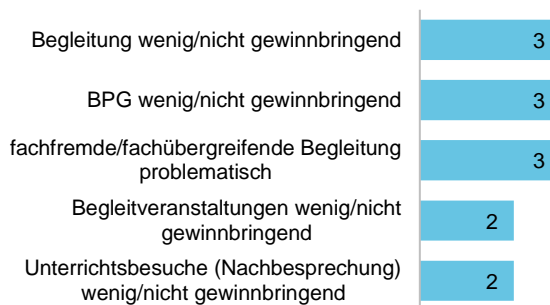 Begleitung wenig/nicht gewinnbringend 3
BPG wenig/nicht gewinnbringend 3
fachfremde/fachübergreifende Begleitung
problematisch 3
Begleitveranstaltungen wenig/nicht
gewinnbringend 2
Unterrichtsbesuche (Nachbesprechung)
wenig/nicht gewinnbringend 2